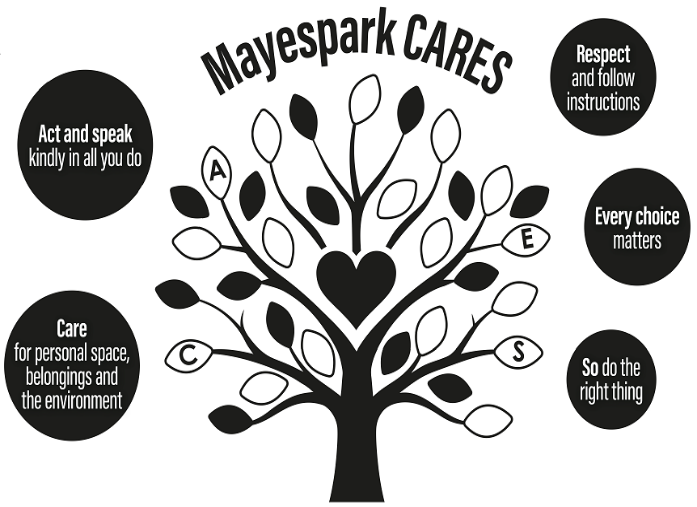 Mayespark CARES
Act and speak
kindly in all you do
Care
for personal space,
belongings and
the environment
Respect
and follow
instructions
Every choice
matters
So do the
right thing
A
E
C
S